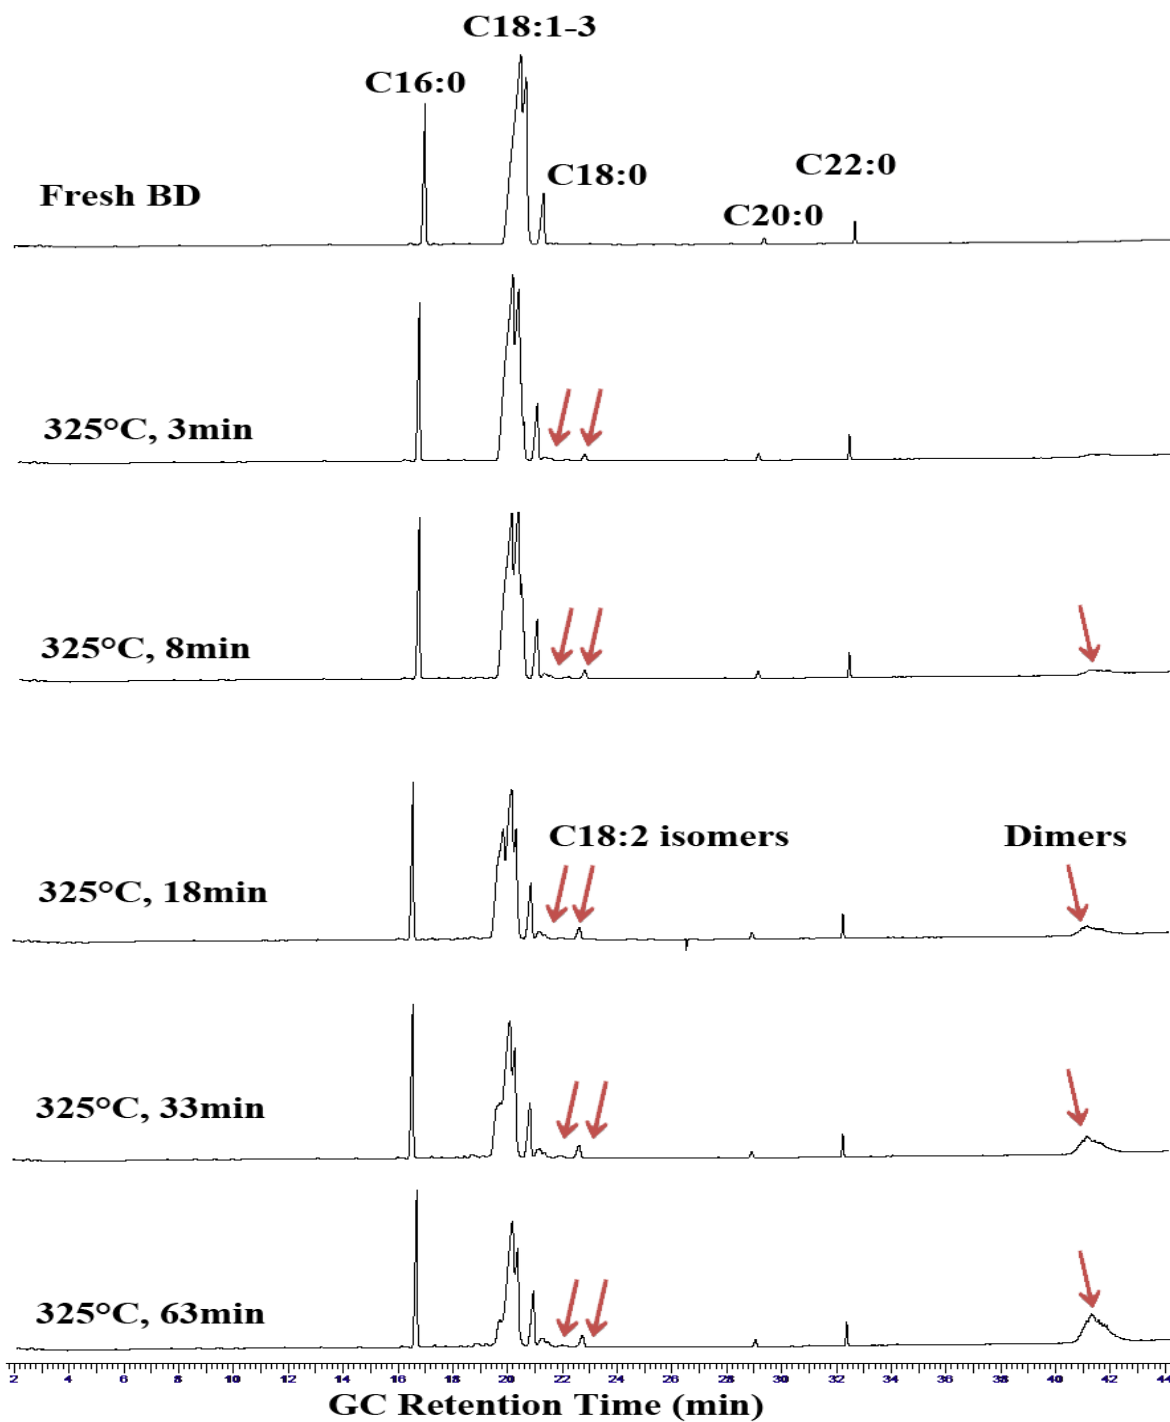 C18:1-3
C16:0
C18:0
C22:0
Fresh BD
C20:0
325°C, 3min
325°C, 8min
C18:2 isomers
Dimers
325°C, 18min
325°C, 33min
325°C, 63min
2 4 6 8 10 12 14 16 18 20 22 24 26 28 30 32 34 36 38 40 42 44
GC Retention Time (min)